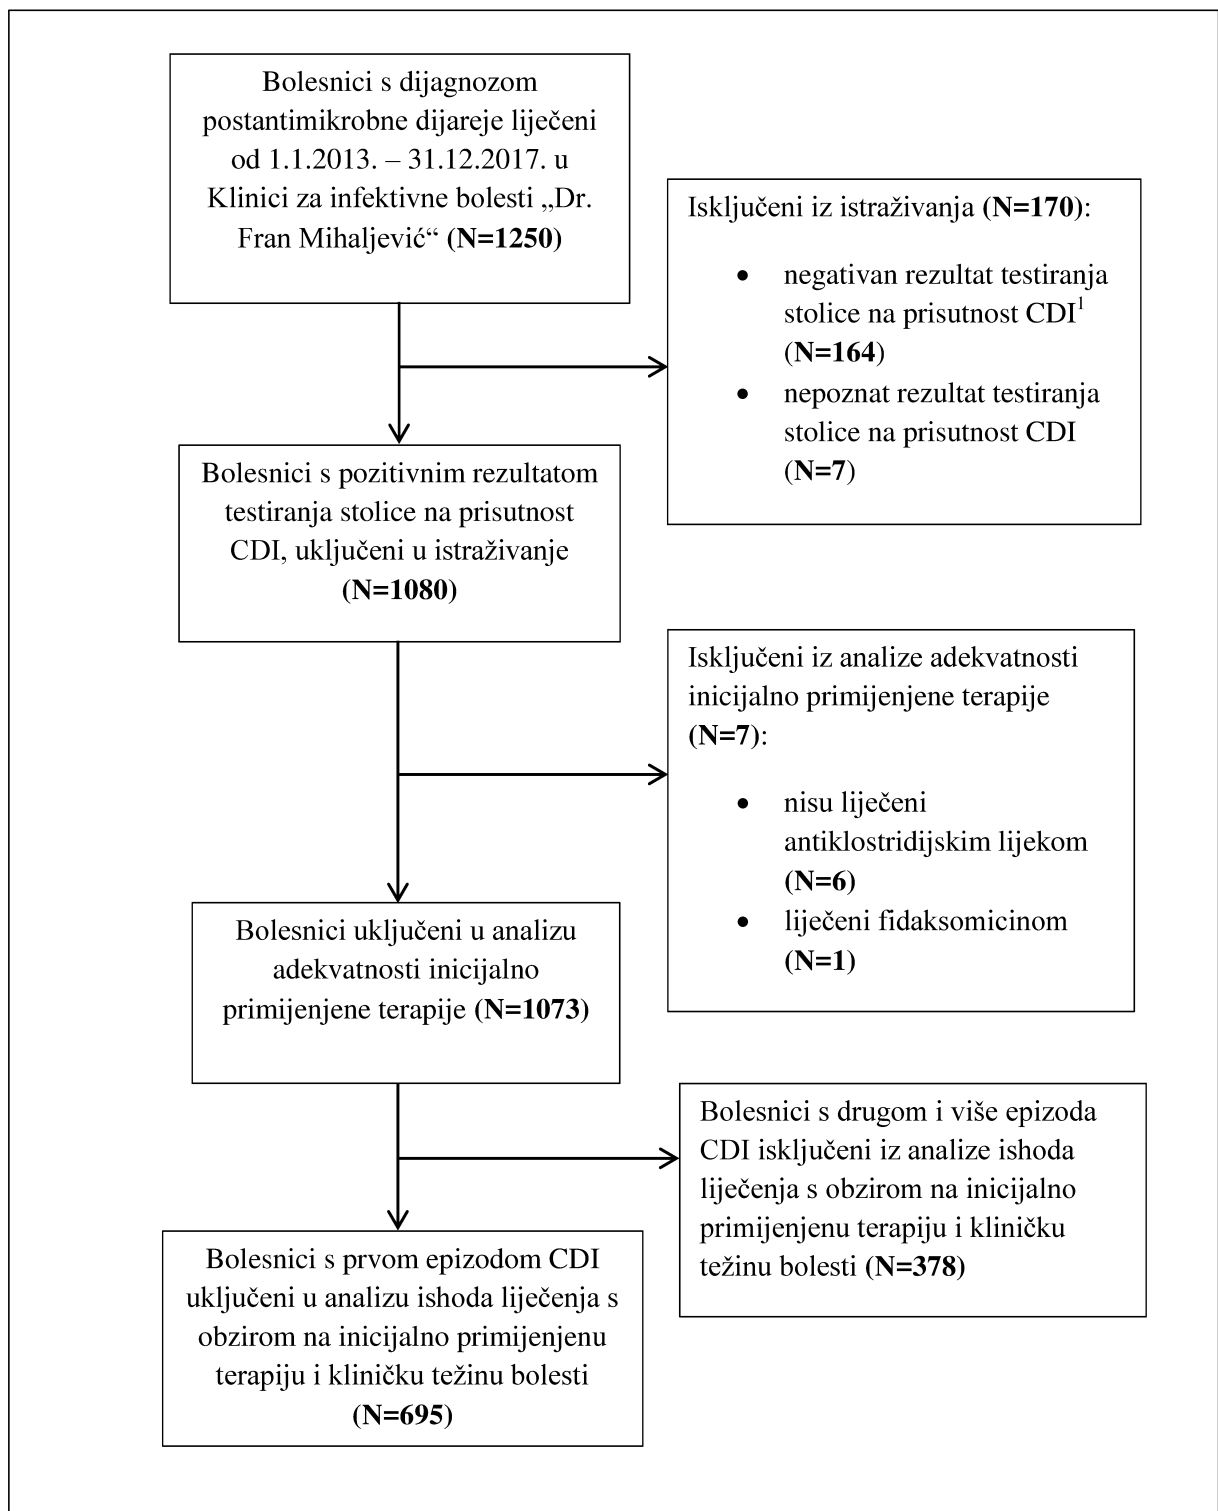 Bolesnici s dijagnozom
postantimikrobne dijareje liječeni
od 1.1.2013. – 31.12.2017. u
Klinici za infektivne bolesti „Dr.
Fran Mihaljević“ (N=1250)
Isključeni iz istraživanja (N=170):
• negativan rezultat testiranja
stolice na prisutnost CDI¹
(N=164)
• nepoznat rezultat testiranja
stolice na prisutnost CDI
(N=7)
Bolesnici s pozitivnim rezultatom
testiranja stolice na prisutnost
CDI, uključeni u istraživanje
(N=1080)
Isključeni iz analize adekvatnosti
inicijalno primijenjene terapije
(N=7):
• nisu liječeni
antiklostridijskim lijekom
(N=6)
• liječeni fidaksomicinom
(N=1)
Bolesnici uključeni u analizu
adekvatnosti inicijalno
primijenjene terapije (N=1073)
Bolesnici s drugom i više epizoda
CDI isključeni iz analize ishoda
liječenja s obzirom na inicijalno
primijenjenu terapiju i kliničku
težinu bolesti (N=378)
Bolesnici s prvom epizodom CDI
uključeni u analizu ishoda liječenja s
obzirom na inicijalno primijenjenu
terapiju i kliničku težinu bolesti
(N=695)